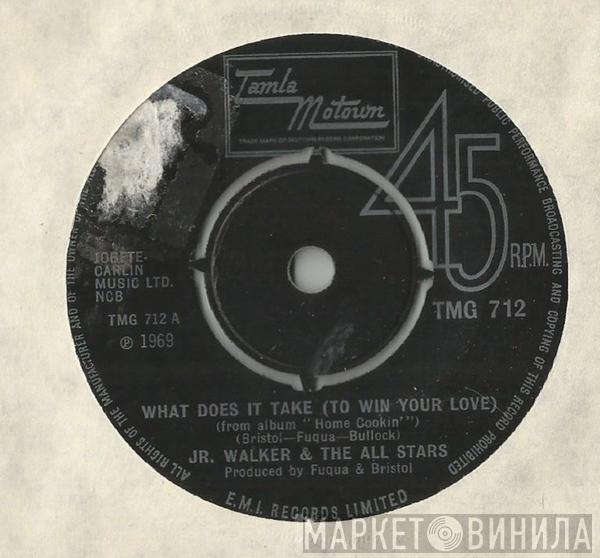 Tamla
Motown
TRADE MARK OF MOTOWN RECORD CORPORATION
45
R.P.M.
TMG 712
JOBETE-
CARLIN
MUSIC LTD.
NCB
TMG 712 A
℗ 1969
WHAT DOES IT TAKE (TO WIN YOUR LOVE)
(from album "Home Cookin'")
(Bristol—Fuqua—Bullock)
JR. WALKER & THE ALL STARS
Produced by Fuqua & Bristol
E.M.I. RECORDS LIMITED
ALL RIGHTS OF THE MANUFACTURER AND OF THE OWNER OF
PUBLIC PERFORMANCE BROADCASTING AND COPYING OF THIS RECORD PROHIBITED
МАРКЕТ ВИНИЛА